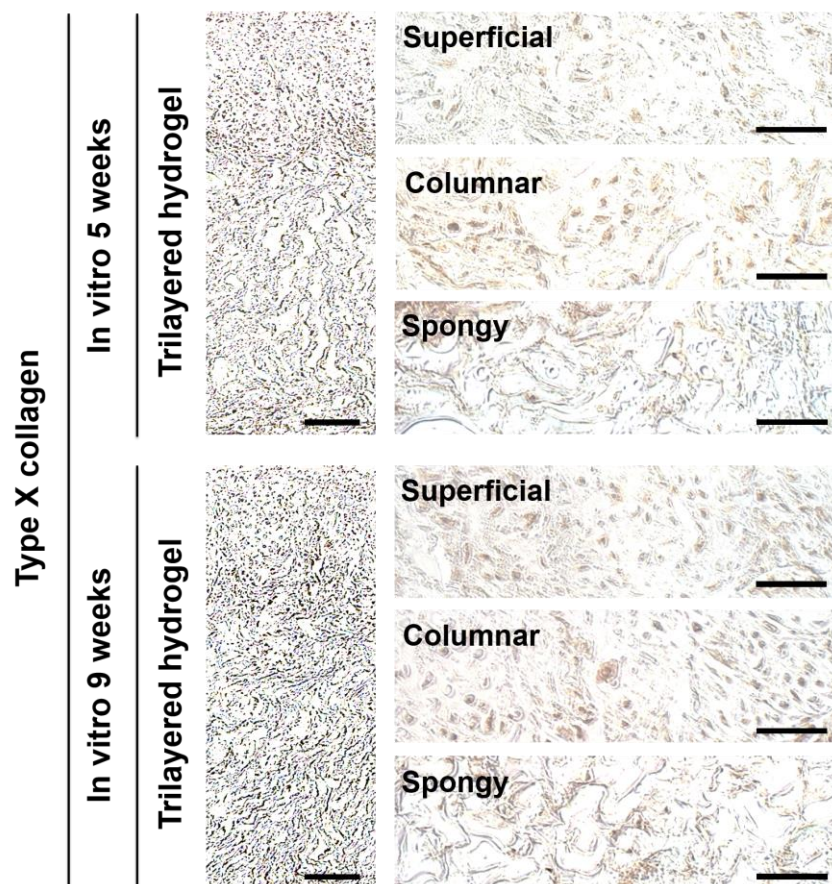 Type X collagen
In vitro 5 weeks
Trilayered hydrogel
Superficial
Columnar
Spongy
In vitro 9 weeks
Trilayered hydrogel
Superficial
Columnar
Spongy